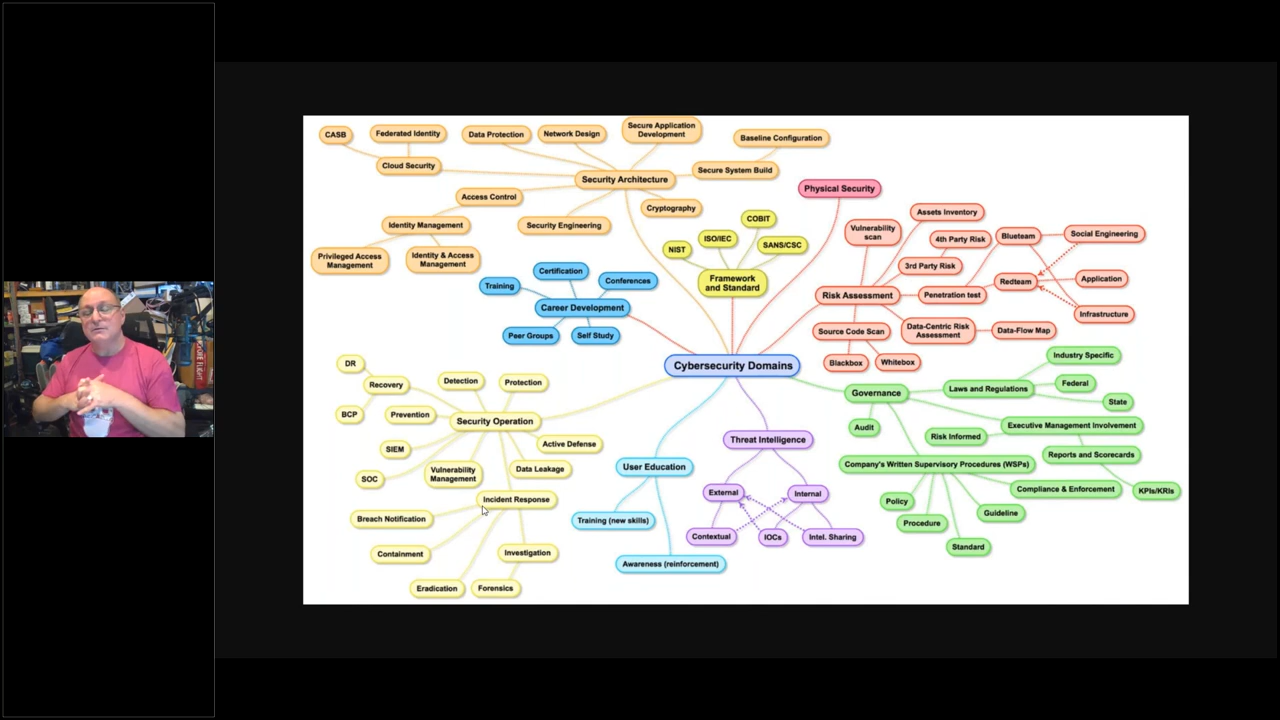 CASB
Federated Identity
Data Protection
Network Design
Secure Application
Development
Baseline Configuration
Cloud Security
Security Architecture
Secure System Build
Access Control
Cryptography
Identity Management
Security Engineering
Privileged Access
Management
Identity & Access
Management
Physical Security
COBIT
ISO/IEC
NIST
SANS/CSC
Framework
and Standard
Certification
Training
Conferences
Career Development
Peer Groups
Self Study
Assets Inventory
Vulnerability
scan
4th Party Risk
Blueteam
Social Engineering
3rd Party Risk
Redteam
Application
Risk Assessment
Penetration test
Infrastructure
Source Code Scan
Data-Centric Risk
Assessment
Data-Flow Map
Blackbox
Whitebox
Cybersecurity Domains
DR
Recovery
Detection
Protection
BCP
Prevention
Security Operation
SIEM
Active Defense
SOC
Vulnerability
Management
Data Leakage
Incident Response
Breach Notification
Containment
Investigation
Eradication
Forensics
User Education
Training (new skills)
Awareness (reinforcement)
Threat Intelligence
External
Internal
Contextual
IOCs
Intel. Sharing
Industry Specific
Governance
Laws and Regulations
Federal
State
Audit
Executive Management Involvement
Risk Informed
Reports and Scorecards
Company's Written Supervisory Procedures (WSPs)
Compliance & Enforcement
KPIs/KRIs
Policy
Guideline
Procedure
Standard